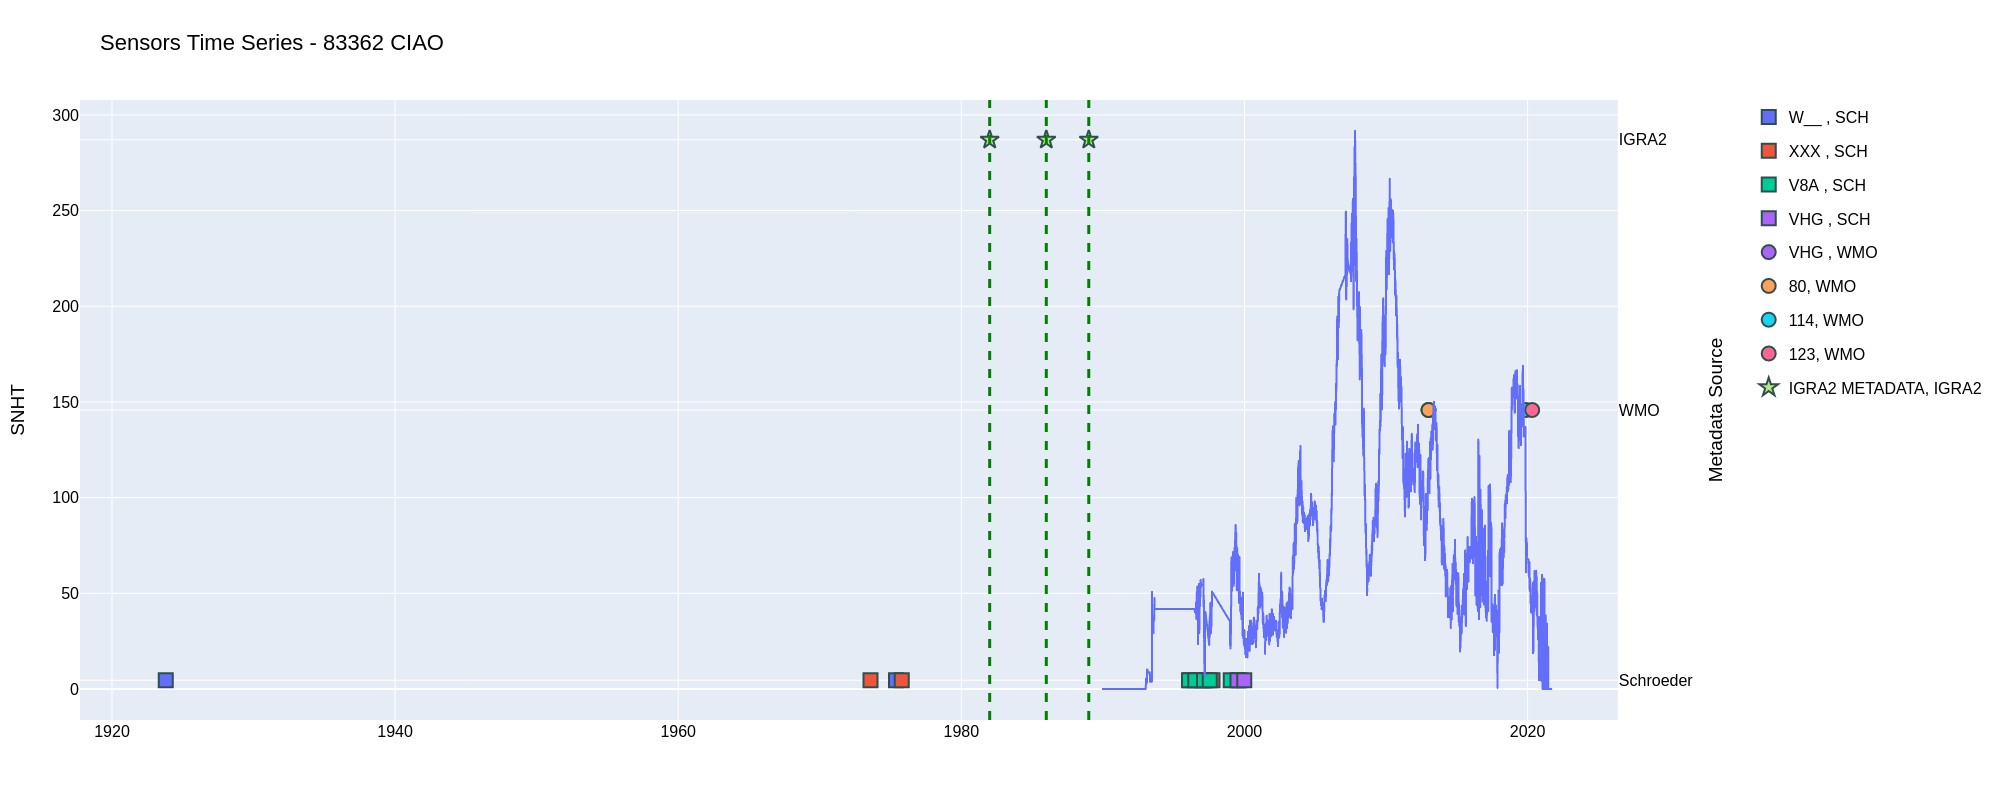 Sensors Time Series - 83362 CIAO
SNHT
300
250
200
150
100
50
0
1920
1940
1960
1980
2000
2020
IGRA2
WMO
Schroeder
Metadata Source
W__ , SCH
XXX , SCH
V8A , SCH
VHG , SCH
VHG , WMO
80, WMO
114, WMO
123, WMO
IGRA2 METADATA, IGRA2